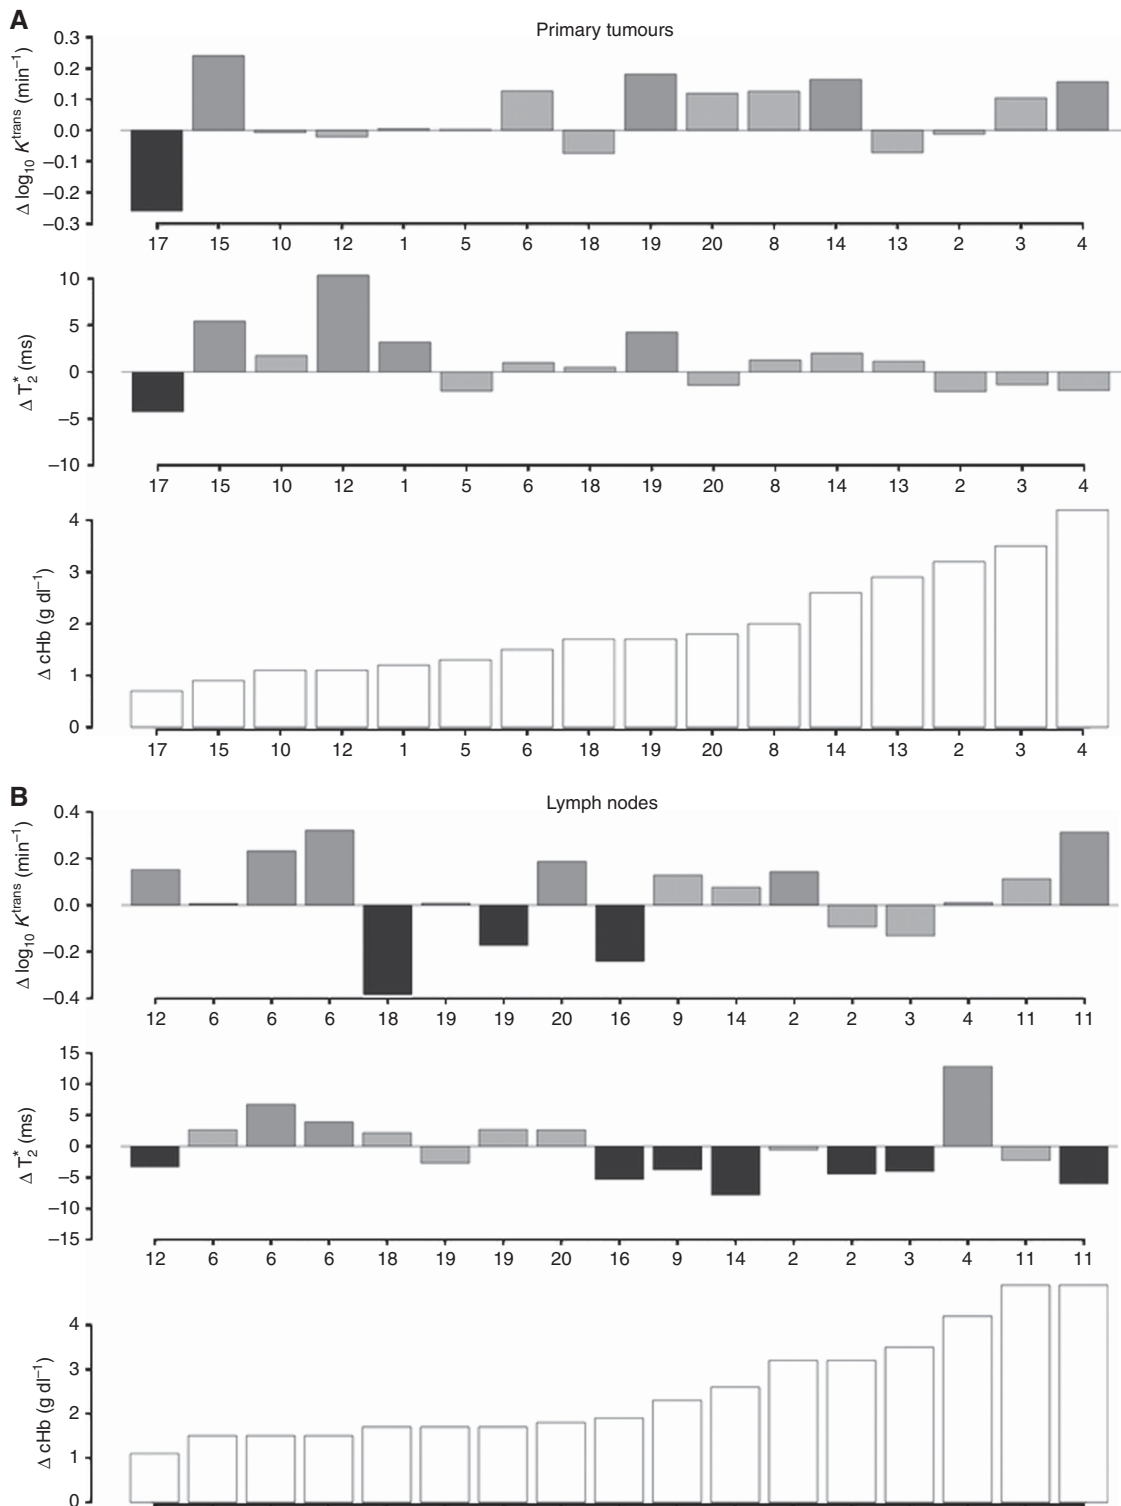 A
Primary tumours
Δ log10 Ktrans (min–1)
0.3
0.2
0.1
0.0
–0.1
–0.2
–0.3
17 15 10 12 1 5 6 18 19 20 8 14 13 2 3 4
Δ T2* (ms)
10
5
0
–5
–10
17 15 10 12 1 5 6 18 19 20 8 14 13 2 3 4
Δ cHb (g dl–1)
4
3
2
1
0
17 15 10 12 1 5 6 18 19 20 8 14 13 2 3 4
B
Lymph nodes
Δ log10 Ktrans (min–1)
0.4
0.2
0.0
–0.2
–0.4
12 6 6 6 18 19 19 20 16 9 14 2 2 3 4 11 11
Δ T2* (ms)
15
10
5
0
–5
–10
–15
12 6 6 6 18 19 19 20 16 9 14 2 2 3 4 11 11
Δ cHb (g dl–1)
4
3
2
1
0